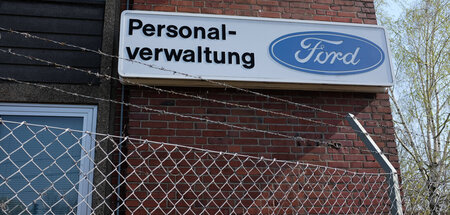 Personal-
verwaltung
Ford